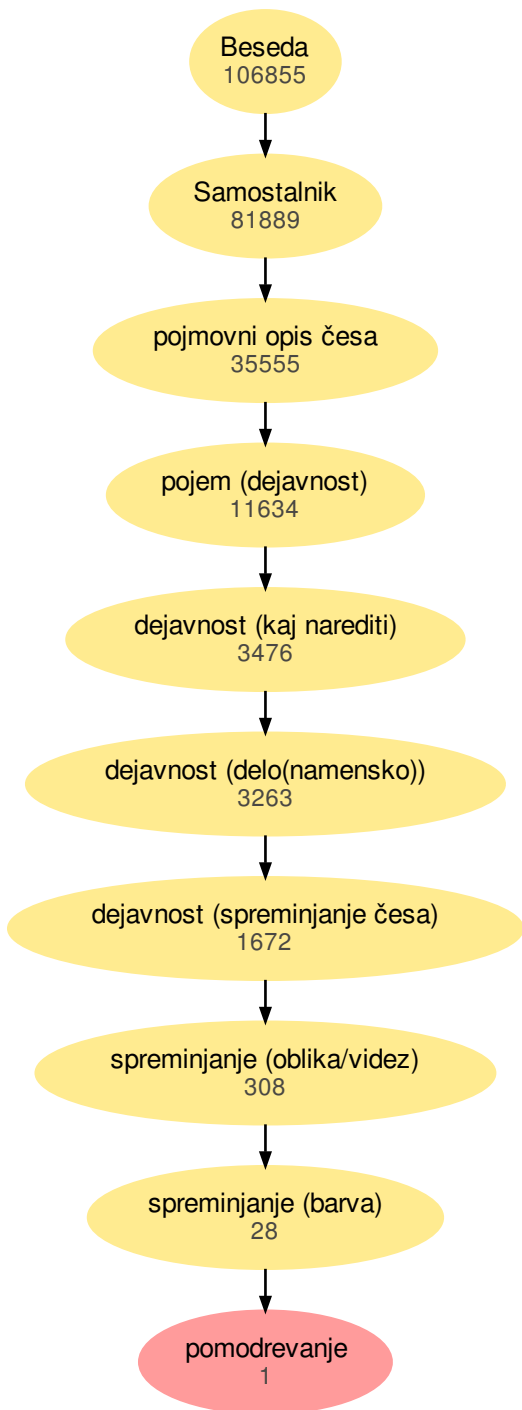 Beseda
106855
Samostalnik
81889
pojmovni opis česa
35555
pojem (dejavnost)
11634
dejavnost (kaj narediti)
3476
dejavnost (delo(namensko))
3263
dejavnost (spreminjanje česa)
1672
spreminjanje (oblika/videz)
308
spreminjanje (barva)
28
pomodrevanje
1